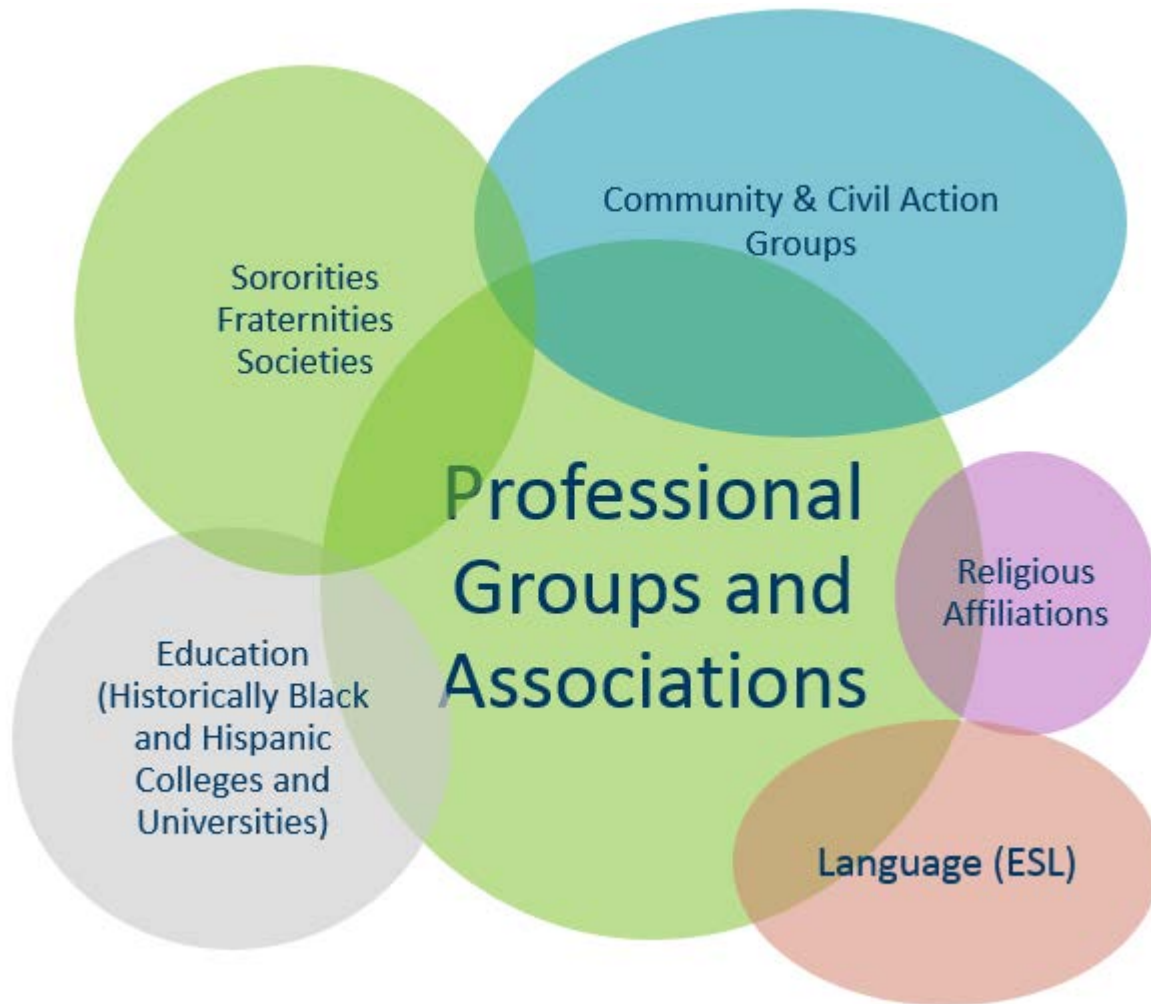 Community & Civil Action
Groups
Sororities
Fraternities
Societies
Professional
Groups and
Associations
Religious
Affiliations
Education
(Historically Black
and Hispanic
Colleges and
Universities)
Language (ESL)